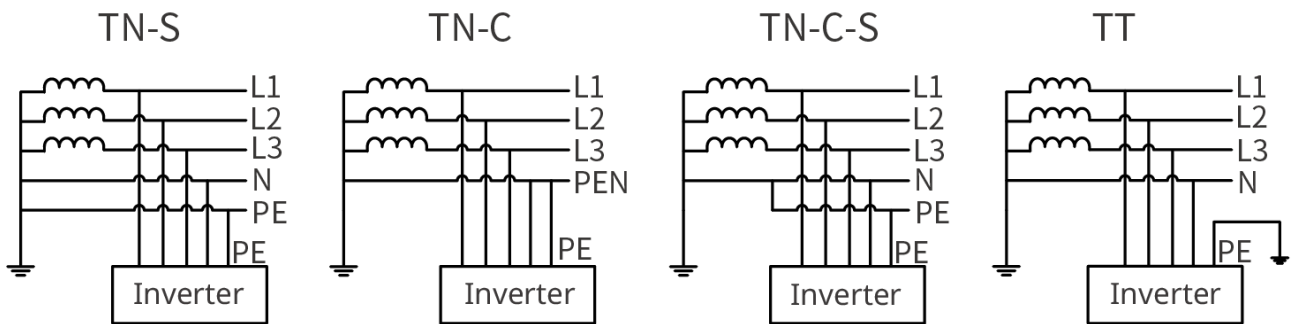 TN-S
TN-C
TN-C-S
TT
L1
L2
L3
N
PE
PE
Inverter
L1
L2
L3
PEN
PE
Inverter
L1
L2
L3
N
PE
PE
Inverter
L1
L2
L3
N
PE
Inverter